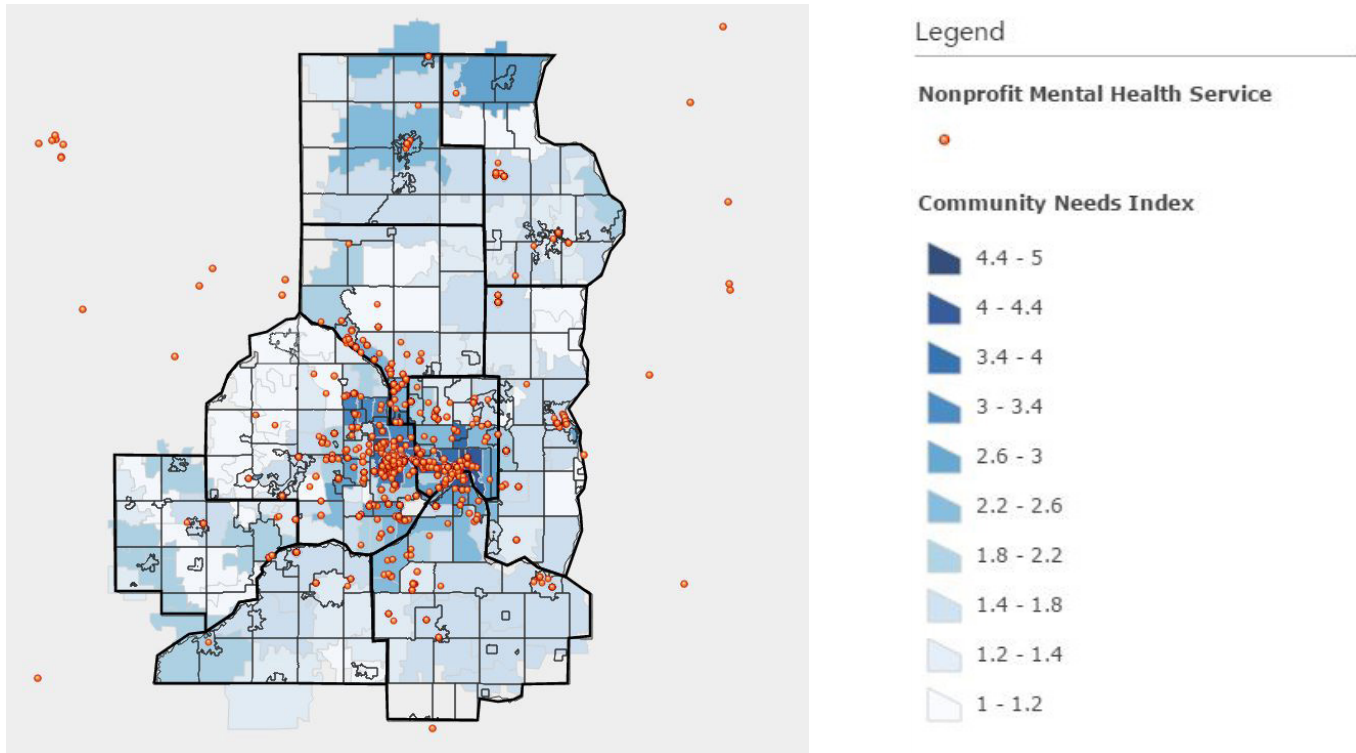 Legend
Nonprofit Mental Health Service
Community Needs Index
4.4 - 5
4 - 4.4
3.4 - 4
3 - 3.4
2.6 - 3
2.2 - 2.6
1.8 - 2.2
1.4 - 1.8
1.2 - 1.4
1 - 1.2